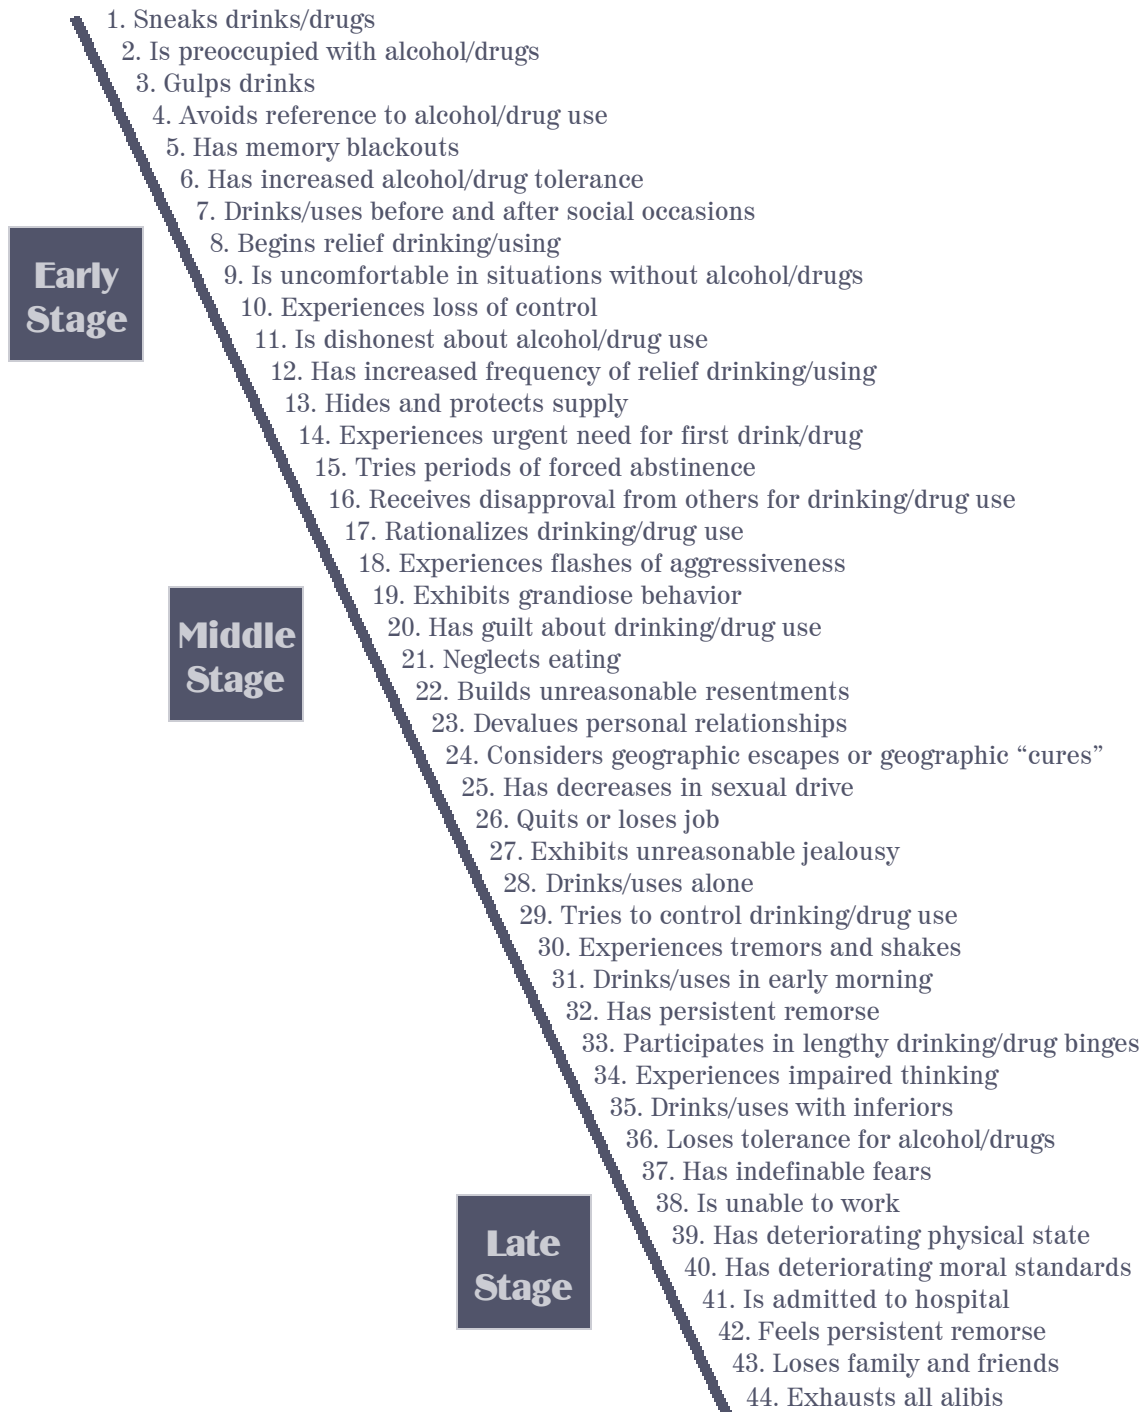 1. Sneaks drinks/drugs
2. Is preoccupied with alcohol/drugs
3. Gulps drinks
4. Avoids reference to alcohol/drug use
5. Has memory blackouts
6. Has increased alcohol/drug tolerance
7. Drinks/uses before and after social occasions
8. Begins relief drinking/using
9. Is uncomfortable in situations without alcohol/drugs
10. Experiences loss of control
11. Is dishonest about alcohol/drug use
12. Has increased frequency of relief drinking/using
13. Hides and protects supply
14. Experiences urgent need for first drink/drug
15. Tries periods of forced abstinence
16. Receives disapproval from others for drinking/drug use
17. Rationalizes drinking/drug use
18. Experiences flashes of aggressiveness
19. Exhibits grandiose behavior
20. Has guilt about drinking/drug use
21. Neglects eating
22. Builds unreasonable resentments
23. Devalues personal relationships
24. Considers geographic escapes or geographic “cures”
25. Has decreases in sexual drive
26. Quits or loses job
27. Exhibits unreasonable jealousy
28. Drinks/uses alone
29. Tries to control drinking/drug use
30. Experiences tremors and shakes
31. Drinks/uses in early morning
32. Has persistent remorse
33. Participates in lengthy drinking/drug binges
34. Experiences impaired thinking
35. Drinks/uses with inferiors
36. Loses tolerance for alcohol/drugs
37. Has indefinable fears
38. Is unable to work
39. Has deteriorating physical state
40. Has deteriorating moral standards
41. Is admitted to hospital
42. Feels persistent remorse
43. Loses family and friends
44. Exhausts all alibis
Early
Stage
Middle
Stage
Late
Stage